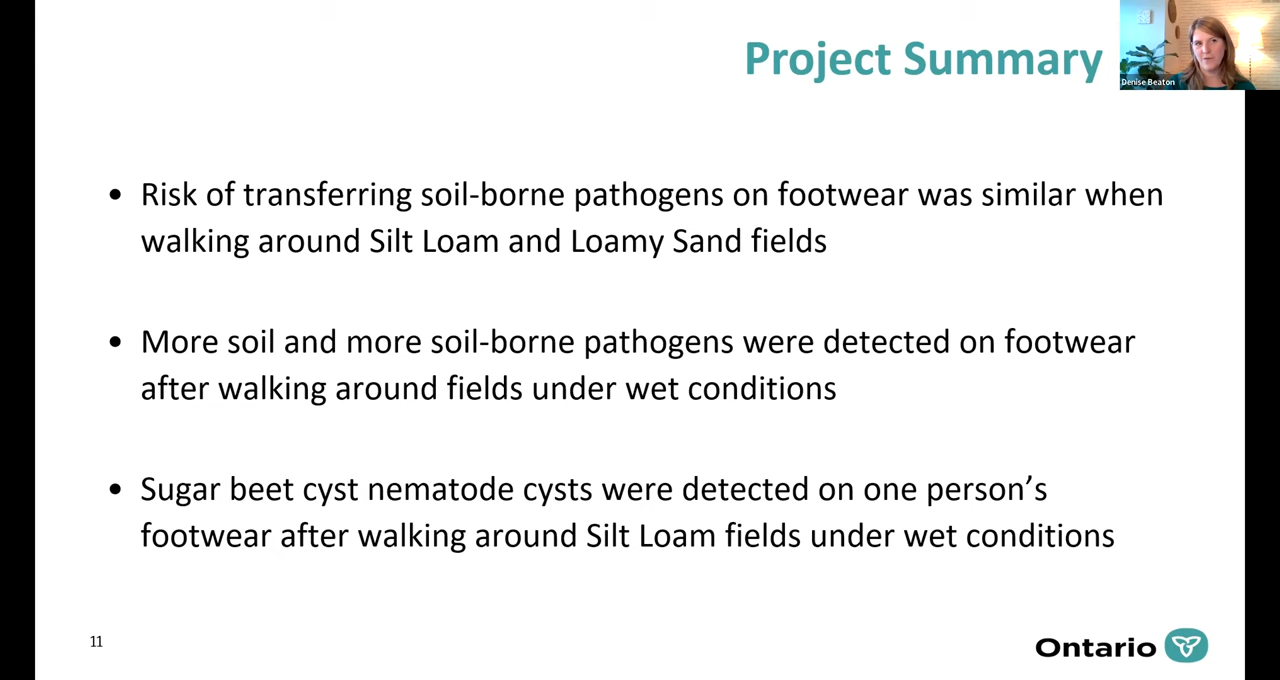 Project Summary
Denise Beaton
• Risk of transferring soil-borne pathogens on footwear was similar when
walking around Silt Loam and Loamy Sand fields
• More soil and more soil-borne pathogens were detected on footwear
after walking around fields under wet conditions
• Sugar beet cyst nematode cysts were detected on one person’s
footwear after walking around Silt Loam fields under wet conditions
11
Ontario